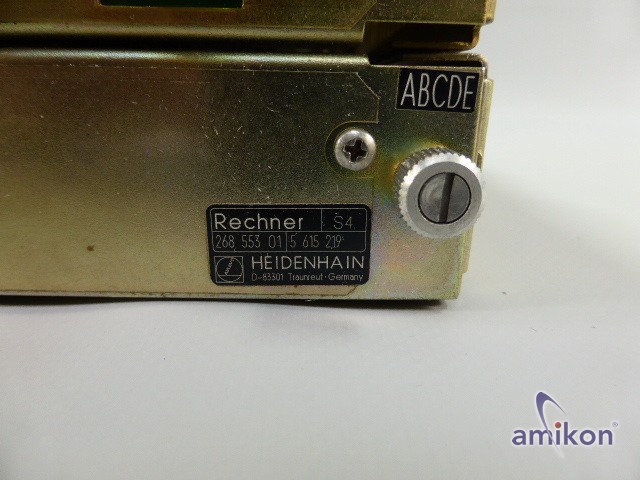 ABCDE
Rechner S4
268 553 01 5 615 219
HEIDENHAIN
D-83301 Traunreut·Germany
amikon®